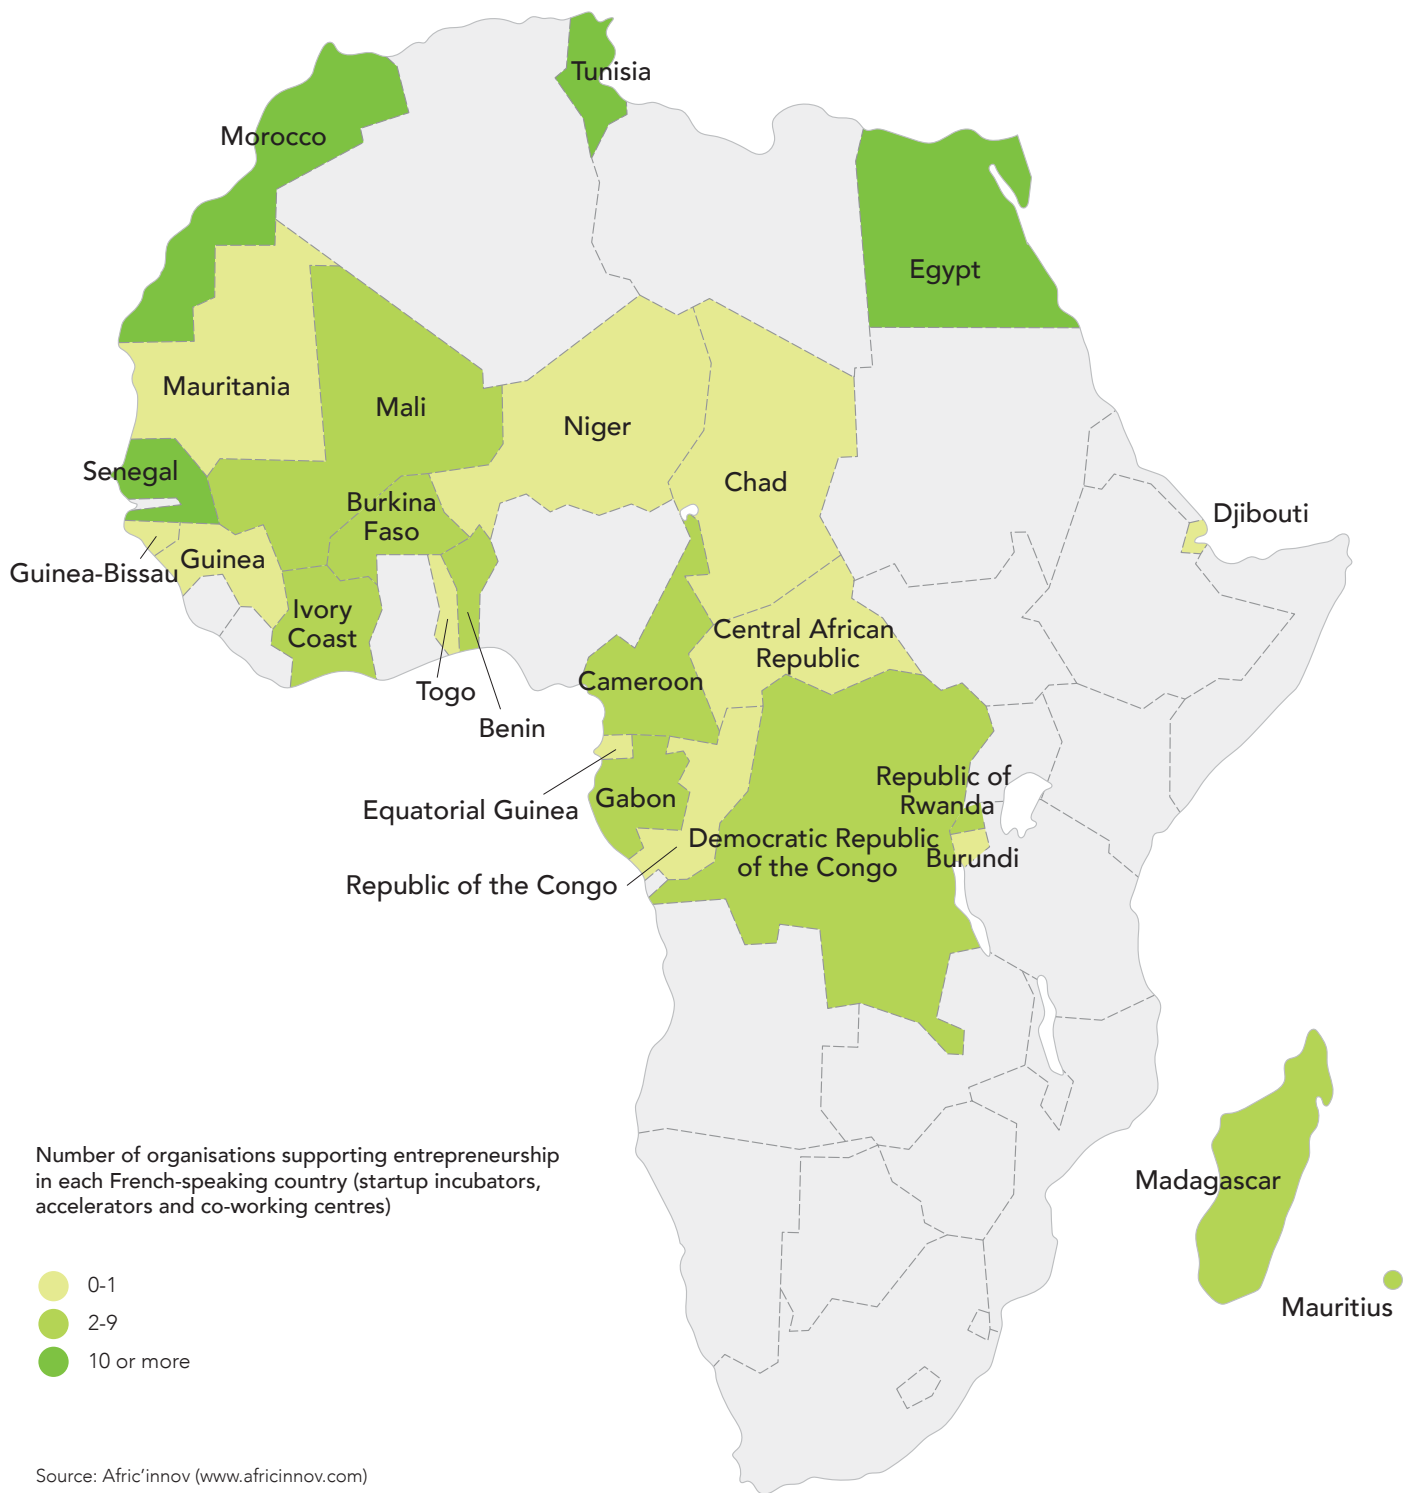 Tunisia
Morocco
Egypt
Mauritania
Mali
Niger
Senegal
Chad
Burkina
Faso
Djibouti
Guinea
Guinea-Bissau
Ivory
Coast
Central African
Republic
Cameroon
Togo
Benin
Republic of
Rwanda
Gabon
Equatorial Guinea
Democratic Republic
of the Congo
Burundi
Republic of the Congo
Number of organisations supporting entrepreneurship
in each French-speaking country (startup incubators,
accelerators and co-working centres)
Madagascar
0-1
Mauritius
2-9
10 or more
Source: Afric’innov (www.africinnov.com)